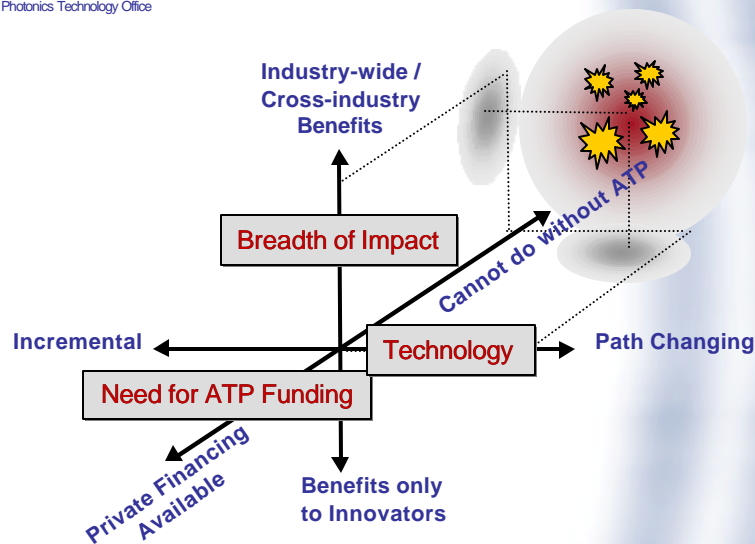 Photonics Technology Office
Industry-wide /
Cross-industry
Benefits
Breadth of Impact
Cannot do without ATP
Incremental
Technology
Path Changing
Need for ATP Funding
Private Financing
Available
Benefits only
to Innovators